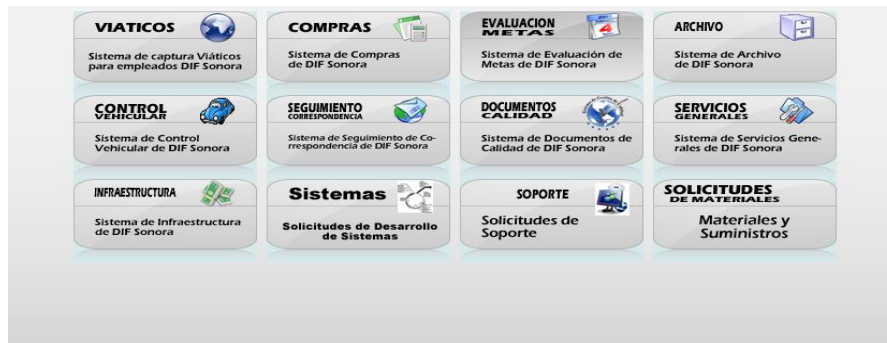 VIATICOS
Sistema de captura Viáticos
para empleados DIF Sonora
COMPRAS
Sistema de Compras
de DIF Sonora
EVALUACION
METAS
4
Sistema de Evaluación de
Metas de DIF Sonora
ARCHIVO
Sistema de Archivo
de DIF Sonora
CONTROL
VEHICULAR
Sistema de Control
Vehicular de DIF Sonora
SEGUIMIENTO
CORRESPONDENCIA
Sistema de Seguimiento de Co-
rrespondencia de DIF Sonora
DOCUMENTOS
CALIDAD
Sistema de Documentos de
Calidad de DIF Sonora
SERVICIOS
GENERALES
Sistema de Servicios Gene-
rales de DIF Sonora
INFRAESTRUCTURA
Sistema de Infraestructura
de DIF Sonora
Sistemas
Solicitudes de Desarrollo
de Sistemas
SOPORTE
Solicitudes de
Soporte
SOLICITUDES
DE MATERIALES
Materiales y
Suministros